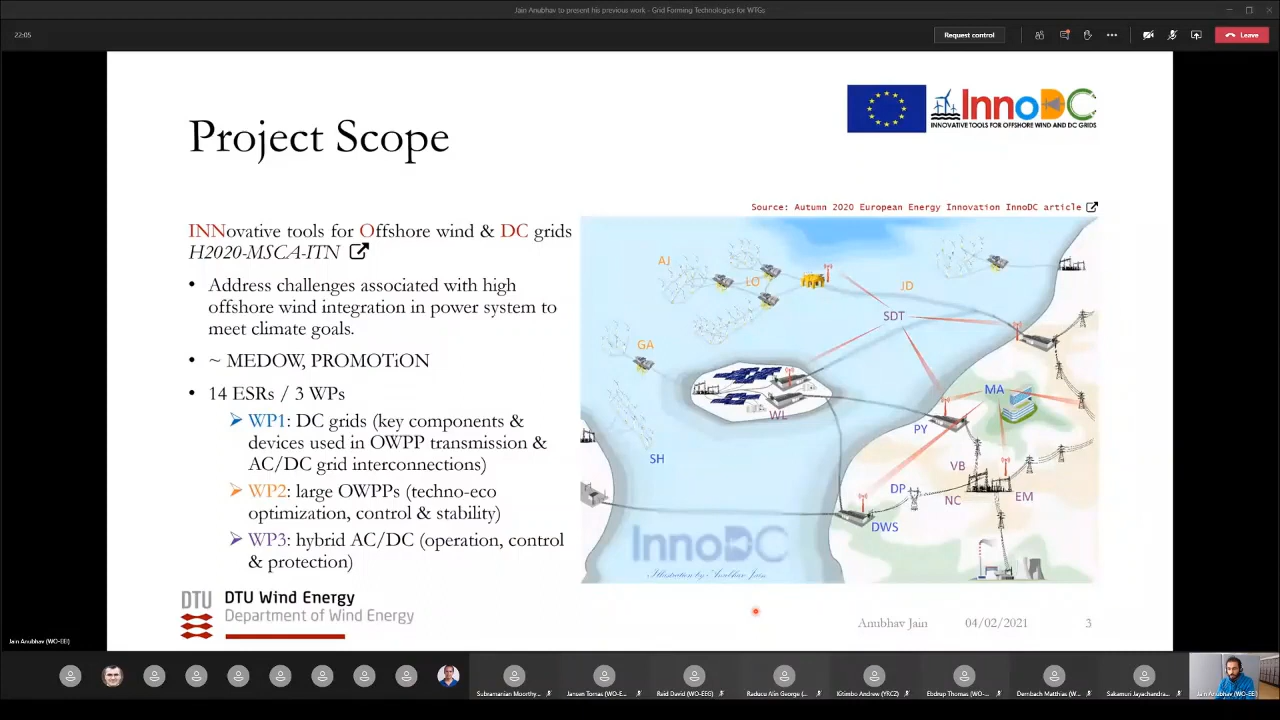 Jain Anubhav to present his previous work - Grid Forming Technologies for WTGs
22:05
Request control
Leave
InnoDC
INNOVATIVE TOOLS FOR OFFSHORE WIND AND DC GRIDS
Project Scope
Source: Autumn 2020 European Energy Innovation InnoDC article
INNovative tools for Offshore wind & DC grids
H2020-MSCA-ITN
• Address challenges associated with high
offshore wind integration in power system to
meet climate goals.
• ~ MEDOW, PROMOTiON
• 14 ESRs / 3 WPs
WP1: DC grids (key components &
devices used in OWPP transmission &
AC/DC grid interconnections)
WP2: large OWPPs (techno-eco
optimization, control & stability)
WP3: hybrid AC/DC (operation, control
& protection)
AJ
LO
JD
SDT
GA
MA
WL
PY
SH
VB
DP
NC
EM
DWS
InnoDC
Illustration by- Anubhav Jain
DTU
DTU Wind Energy
Department of Wind Energy
Anubhav Jain
04/02/2021
3
Jain Anubhav (WO-EEI)
Subramanian Moorthy...
Jansen Tomas (WO-E...
Reid David (WO-EEG)
Raducu Alin George (...
Kitimbo Andrew (YRCZ)
Ebdrup Thomas (WO-...
Dembach Matthias (W...
Sakamuri Jayachandra...
Jain Anubhav (WO-EEI)